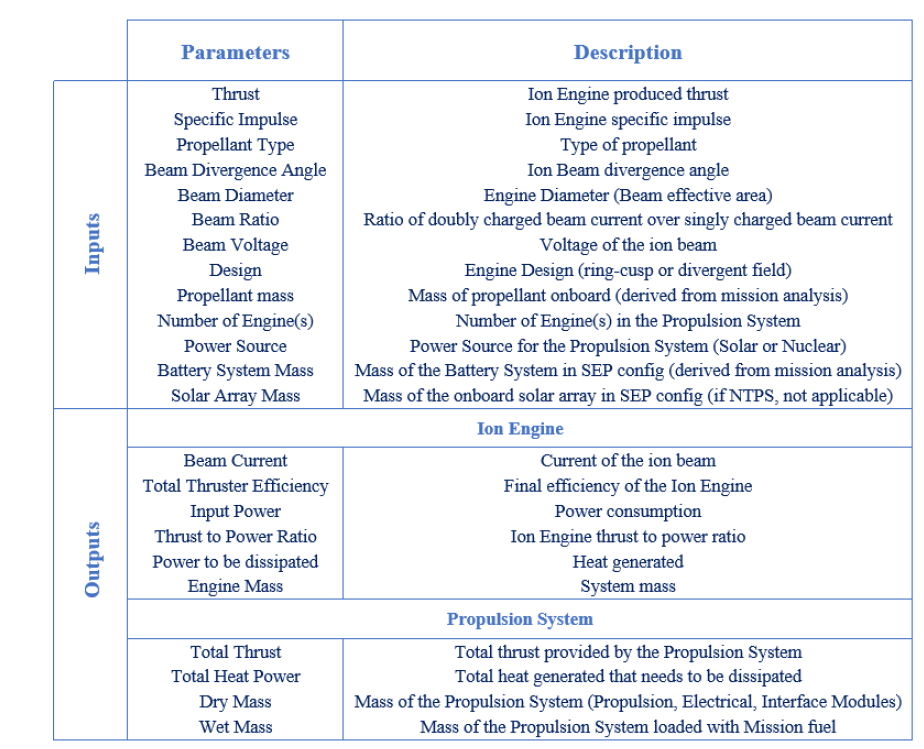 Parameters Description
Inputs
Thrust Ion Engine produced thrust
Specific Impulse Ion Engine specific impulse
Propellant Type Type of propellant
Beam Divergence Angle Ion Beam divergence angle
Beam Diameter Engine Diameter (Beam effective area)
Beam Ratio Ratio of doubly charged beam current over singly charged beam current
Beam Voltage Voltage of the ion beam
Design Engine Design (ring-cusp or divergent field)
Propellant mass Mass of propellant onboard (derived from mission analysis)
Number of Engine(s) Number of Engine(s) in the Propulsion System
Power Source Power Source for the Propulsion System (Solar or Nuclear)
Battery System Mass Mass of the Battery System in SEP config (derived from mission analysis)
Solar Array Mass Mass of the onboard solar array in SEP config (if NTPS, not applicable)
Outputs
Ion Engine
Beam Current Current of the ion beam
Total Thruster Efficiency Final efficiency of the Ion Engine
Input Power Power consumption
Thrust to Power Ratio Ion Engine thrust to power ratio
Power to be dissipated Heat generated
Engine Mass System mass
Propulsion System
Total Thrust Total thrust provided by the Propulsion System
Total Heat Power Total heat generated that needs to be dissipated
Dry Mass Mass of the Propulsion System (Propulsion, Electrical, Interface Modules)
Wet Mass Mass of the Propulsion System loaded with Mission fuel